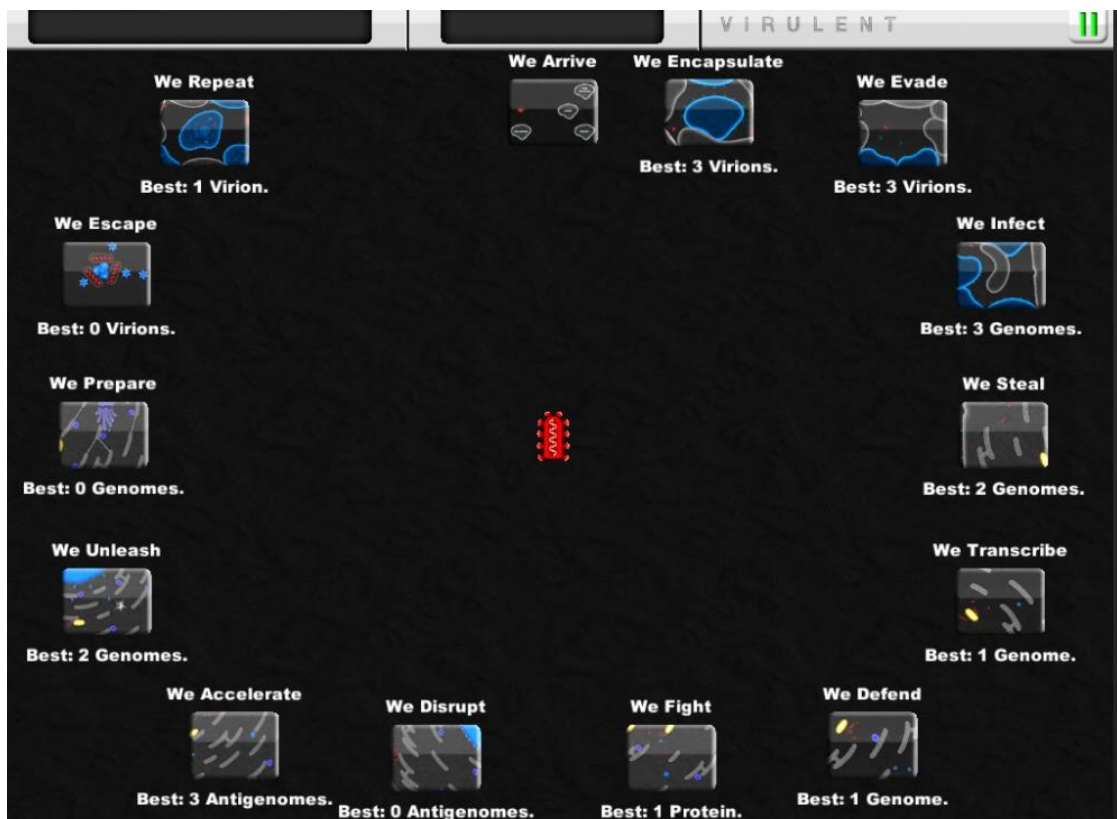 VIRULENT
We Arrive
We Encapsulate
Best: 3 Virions.
We Evade
Best: 3 Virions.
We Infect
Best: 3 Genomes.
We Steal
Best: 2 Genomes.
We Transcribe
Best: 1 Genome.
We Defend
Best: 1 Genome.
We Fight
Best: 1 Protein.
We Disrupt
Best: 0 Antigenomes.
We Accelerate
Best: 3 Antigenomes.
We Unleash
Best: 2 Genomes.
We Prepare
Best: 0 Genomes.
We Escape
Best: 0 Virions.
We Repeat
Best: 1 Virion.